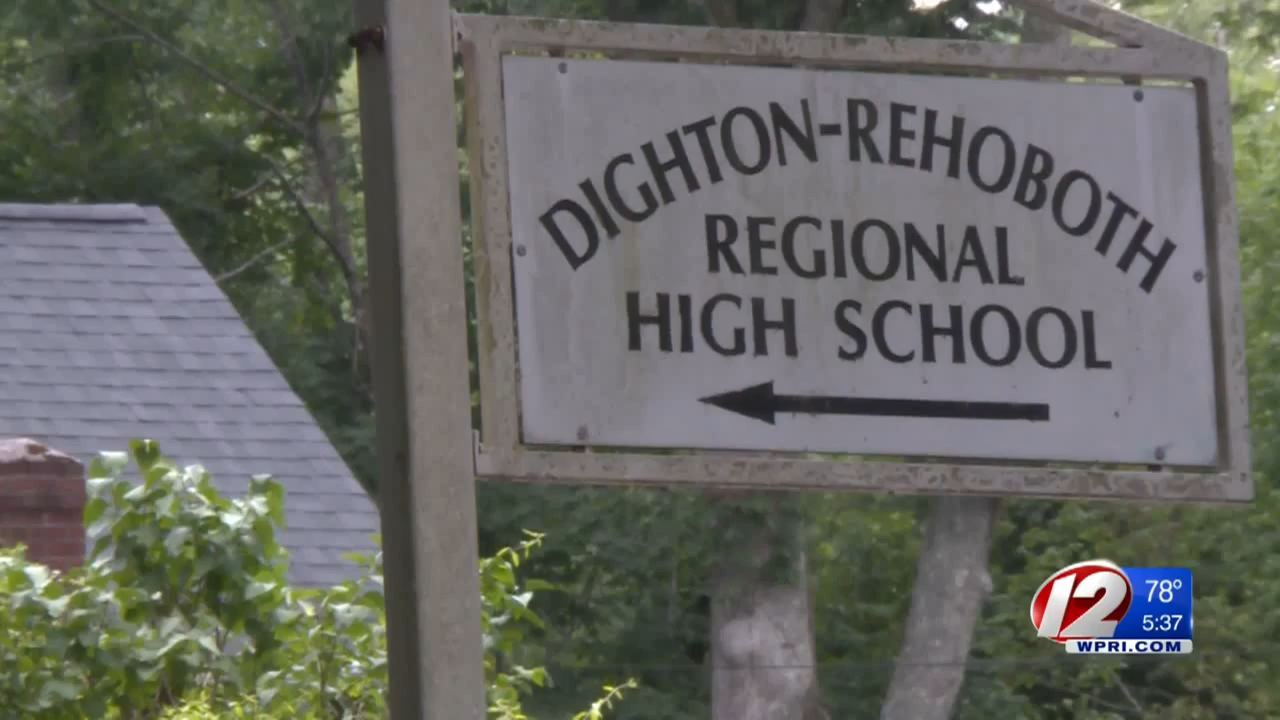 DIGHTON-REHOBOTH
REGIONAL
HIGH SCHOOL
12
78°
5:37
WPRI.COM